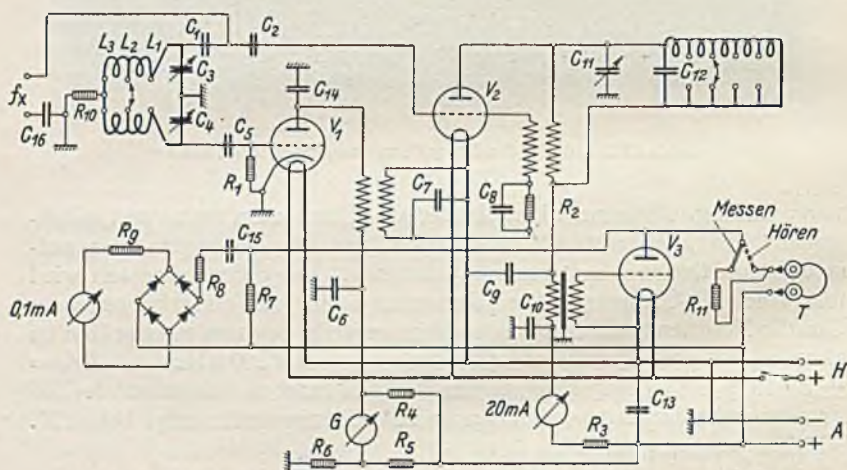 C1
C2
L3 L2 L1
C3
fx
C14
V1
V2
C11
C12
C16
R10
C4
C5
R1
C7
C8
R2
V3
Messen
Hören
R9
C15
R8
0,1mA
R7
C6
C9
C10
R11
T
H
− +
20mA
C13
R4
G
R3
A
− +
R6
R5